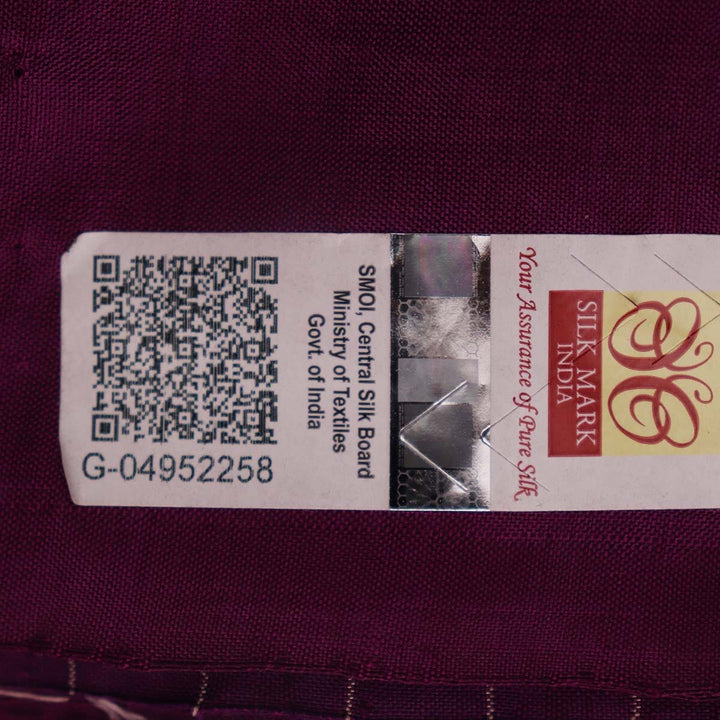 G-04952258
SMOI, Central Silk Board
Ministry of Textiles
Govt. of India
Your Assurance of Pure Silk
SILK MARK
INDIA